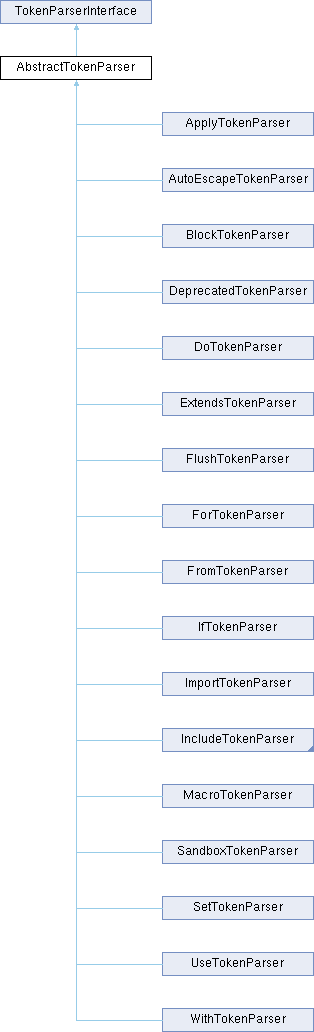 TokenParserInterface
AbstractTokenParser
ApplyTokenParser
AutoEscapeTokenParser
BlockTokenParser
DeprecatedTokenParser
DoTokenParser
ExtendsTokenParser
FlushTokenParser
ForTokenParser
FromTokenParser
IfTokenParser
ImportTokenParser
IncludeTokenParser
MacroTokenParser
SandboxTokenParser
SetTokenParser
UseTokenParser
WithTokenParser